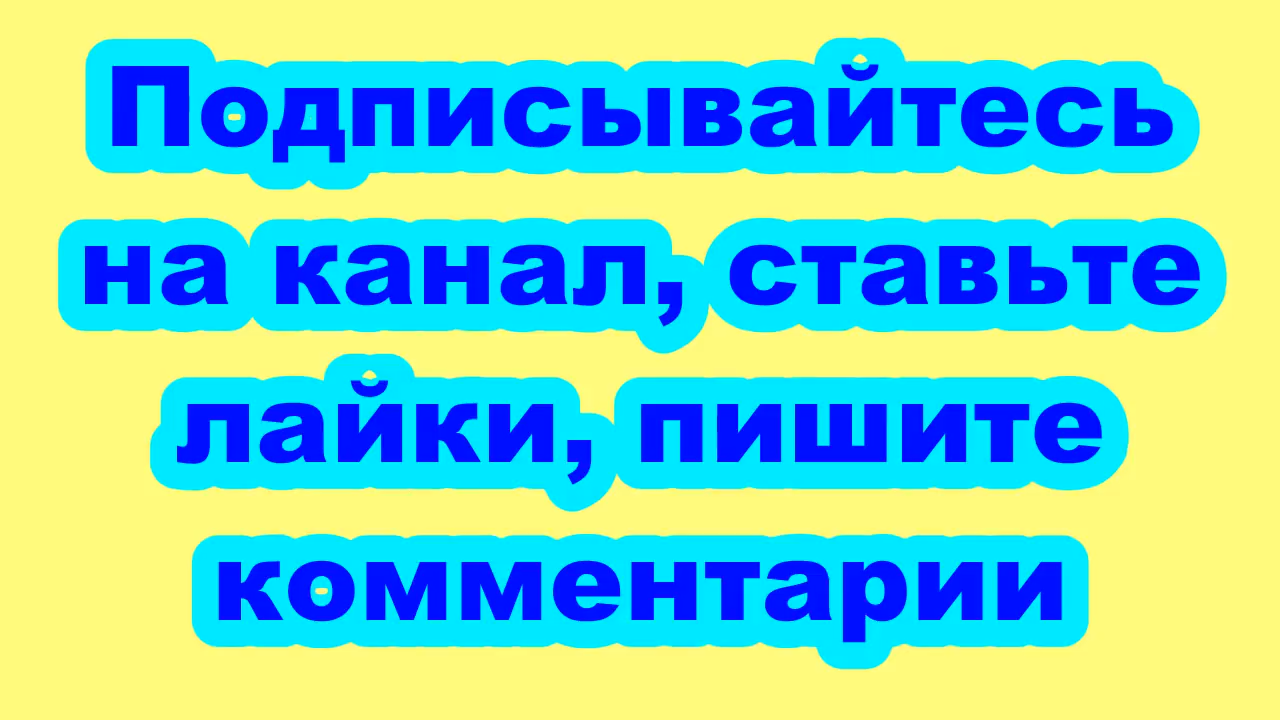 Подписывайтесь
на канал, ставьте
лайки, пишите
комментарии